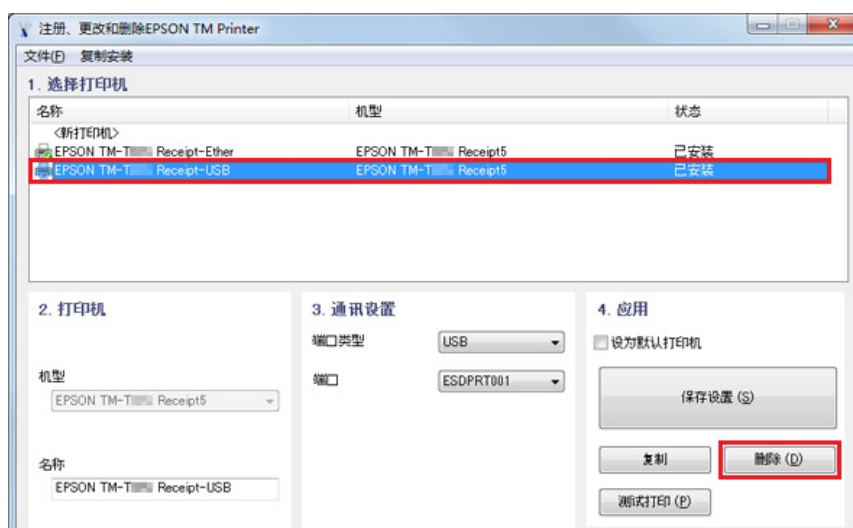 注册、更改和删除EPSON TM Printer
文件(F) 复制安装
1. 选择打印机
名称 机型 状态
<新打印机>
EPSON TM-T Receipt-Ether EPSON TM-T Receipt5 已安装
EPSON TM-T Receipt-USB EPSON TM-T Receipt5 已安装
2. 打印机 3. 通讯设置 4. 应用
端口类型 USB 设为默认打印机
机型 端口 ESDPRT001
EPSON TM-T Receipt5 保存设置 (S)
名称 复制 删除 (D)
EPSON TM-T Receipt-USB
测试打印 (P)